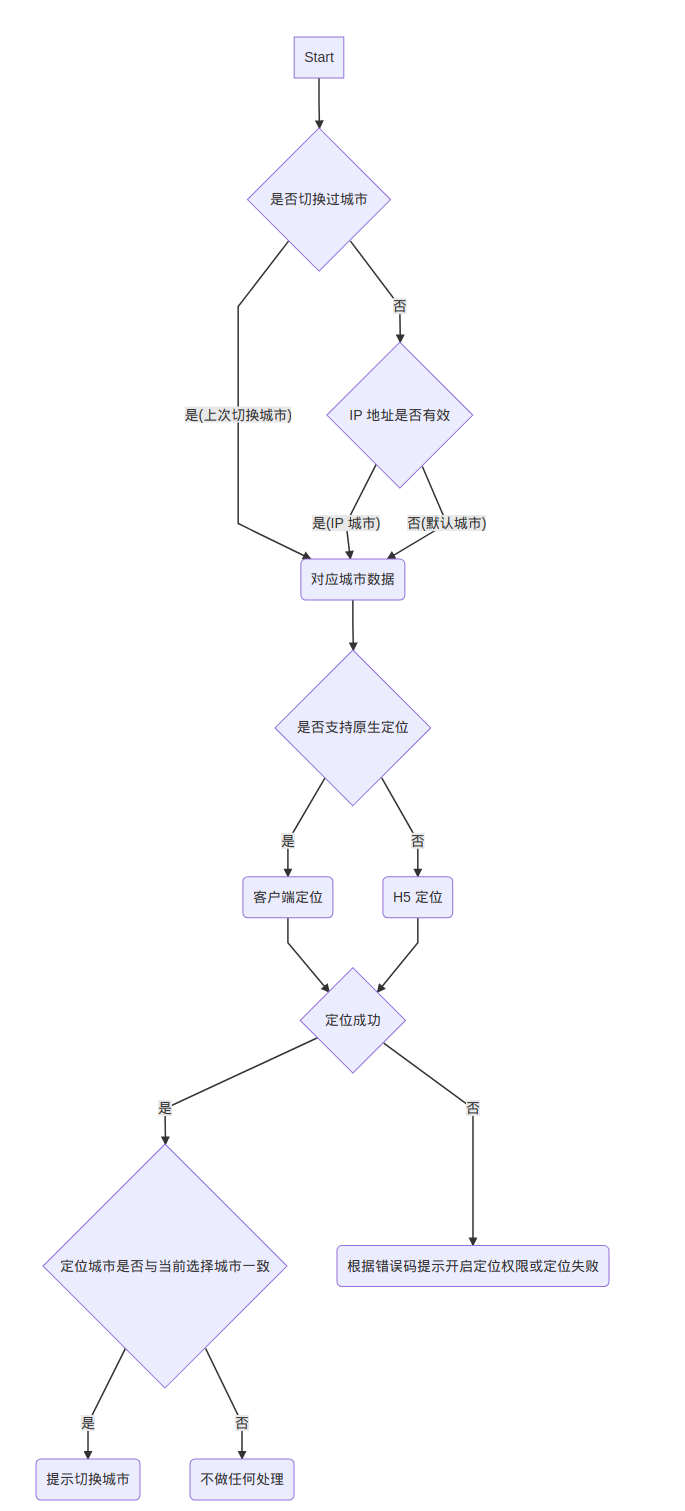 Start
是否切换过城市
否
是(上次切换城市)
IP 地址是否有效
是(IP 城市)
否(默认城市)
对应城市数据
是否支持原生定位
是
否
客户端定位
H5 定位
定位成功
是
否
定位城市是否与当前选择城市一致
根据错误码提示开启定位权限或定位失败
是
否
提示切换城市
不做任何处理